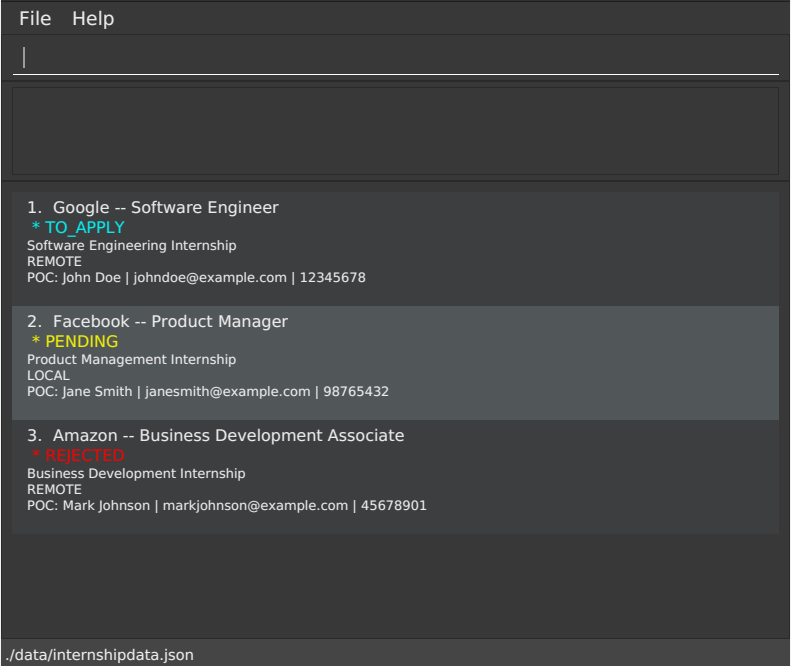 File Help
1. Google -- Software Engineer
* TO_APPLY
Software Engineering Internship
REMOTE
POC: John Doe | johndoe@example.com | 12345678
2. Facebook -- Product Manager
* PENDING
Product Management Internship
LOCAL
POC: Jane Smith | janesmith@example.com | 98765432
3. Amazon -- Business Development Associate
* REJECTED
Business Development Internship
REMOTE
POC: Mark Johnson | markjohnson@example.com | 45678901
./data/internshipdata.json